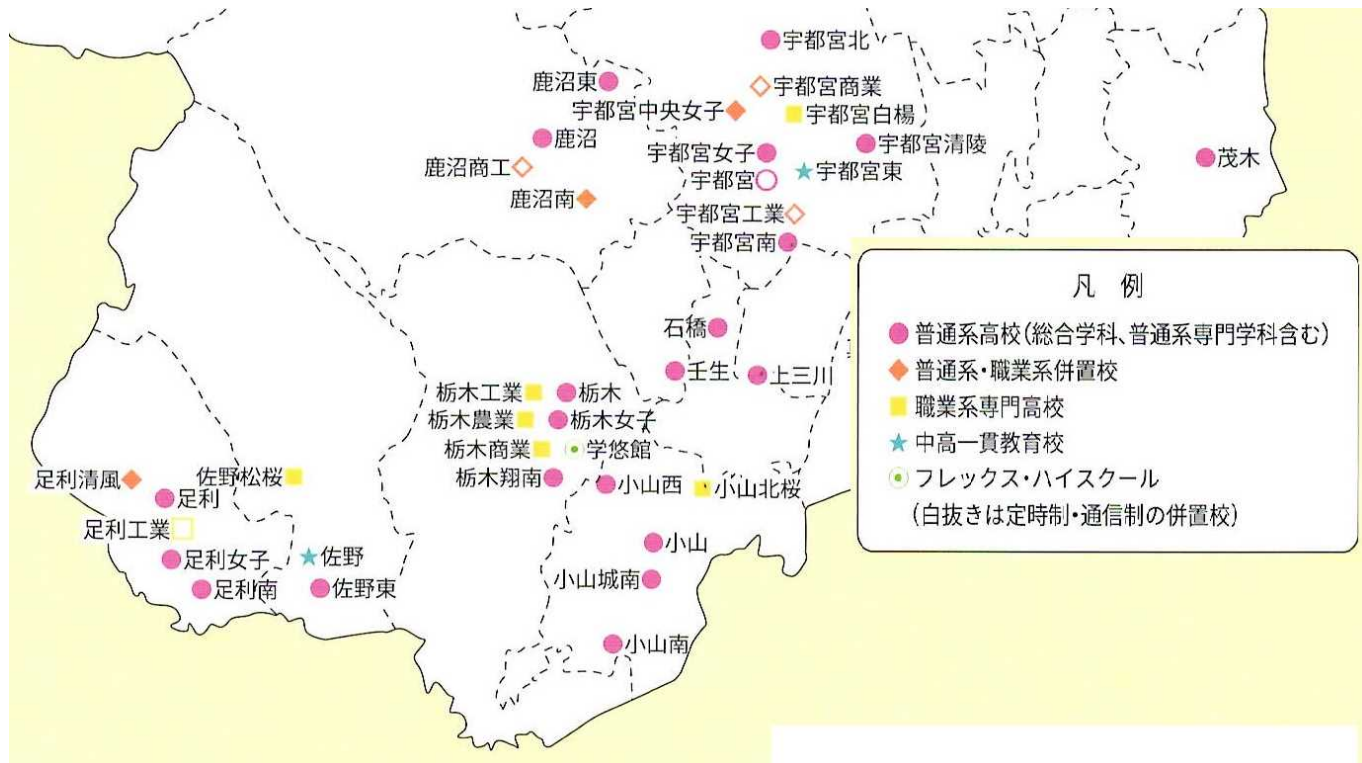 宇都宮北
鹿沼東
宇都宮商業
宇都宮中央女子
宇都宮白楊
鹿沼
宇都宮女子
宇都宮清陵
茂木
鹿沼商工
宇都宮
宇都宮東
鹿沼南
宇都宮工業
宇都宮南
凡 例
石橋
普通系高校(総合学科、普通系専門学科含む)
壬生
上三川
普通系・職業系併置校
栃木工業
栃木
職業系専門高校
栃木農業
栃木女子
中高一貫教育校
栃木商業
学悠館
フレックス・ハイスクール
(白抜きは定時制・通信制の併置校)
足利清風
佐野松桜
栃木翔南
小山西
小山北桜
足利
足利工業
小山
足利女子
佐野
小山城南
足利南
佐野東
小山南